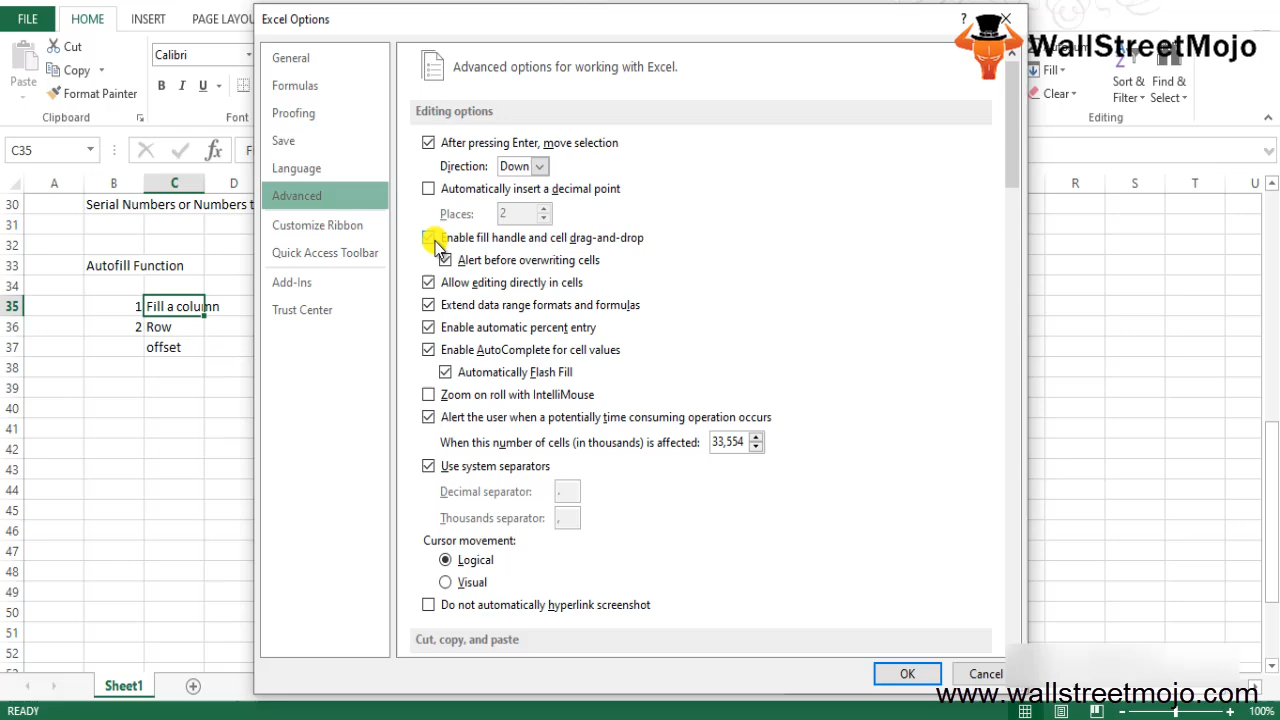 FILE HOME INSERT PAGE LAYOU
Excel Options ?
WallStreetMojo
Paste Cut Copy Format Painter
Clipboard
Calibri
B I U
Font
Fill
Clear
Sort & Filter
Find & Select
Editing
C35 fx
A B C D R S T U
30 Serial Numbers or Numbers t
31
32
33 Autofill Function
34
35 1 Fill a column
36 2 Row
37 offset
38
39
40
41
42
43
44
45
46
47
48
49
50
51
52
General
Formulas
Proofing
Save
Language
Advanced
Customize Ribbon
Quick Access Toolbar
Add-Ins
Trust Center
Advanced options for working with Excel.
Editing options
After pressing Enter, move selection
Direction: Down
Automatically insert a decimal point
Places: 2
Enable fill handle and cell drag-and-drop
Alert before overwriting cells
Allow editing directly in cells
Extend data range formats and formulas
Enable automatic percent entry
Enable AutoComplete for cell values
Automatically Flash Fill
Zoom on roll with IntelliMouse
Alert the user when a potentially time consuming operation occurs
When this number of cells (in thousands) is affected: 33,554
Use system separators
Decimal separator: .
Thousands separator: ,
Cursor movement:
Logical
Visual
Do not automatically hyperlink screenshot
Cut, copy, and paste
OK Cancel
Sheet1
www.wallstreetmojo.com
READY 100%